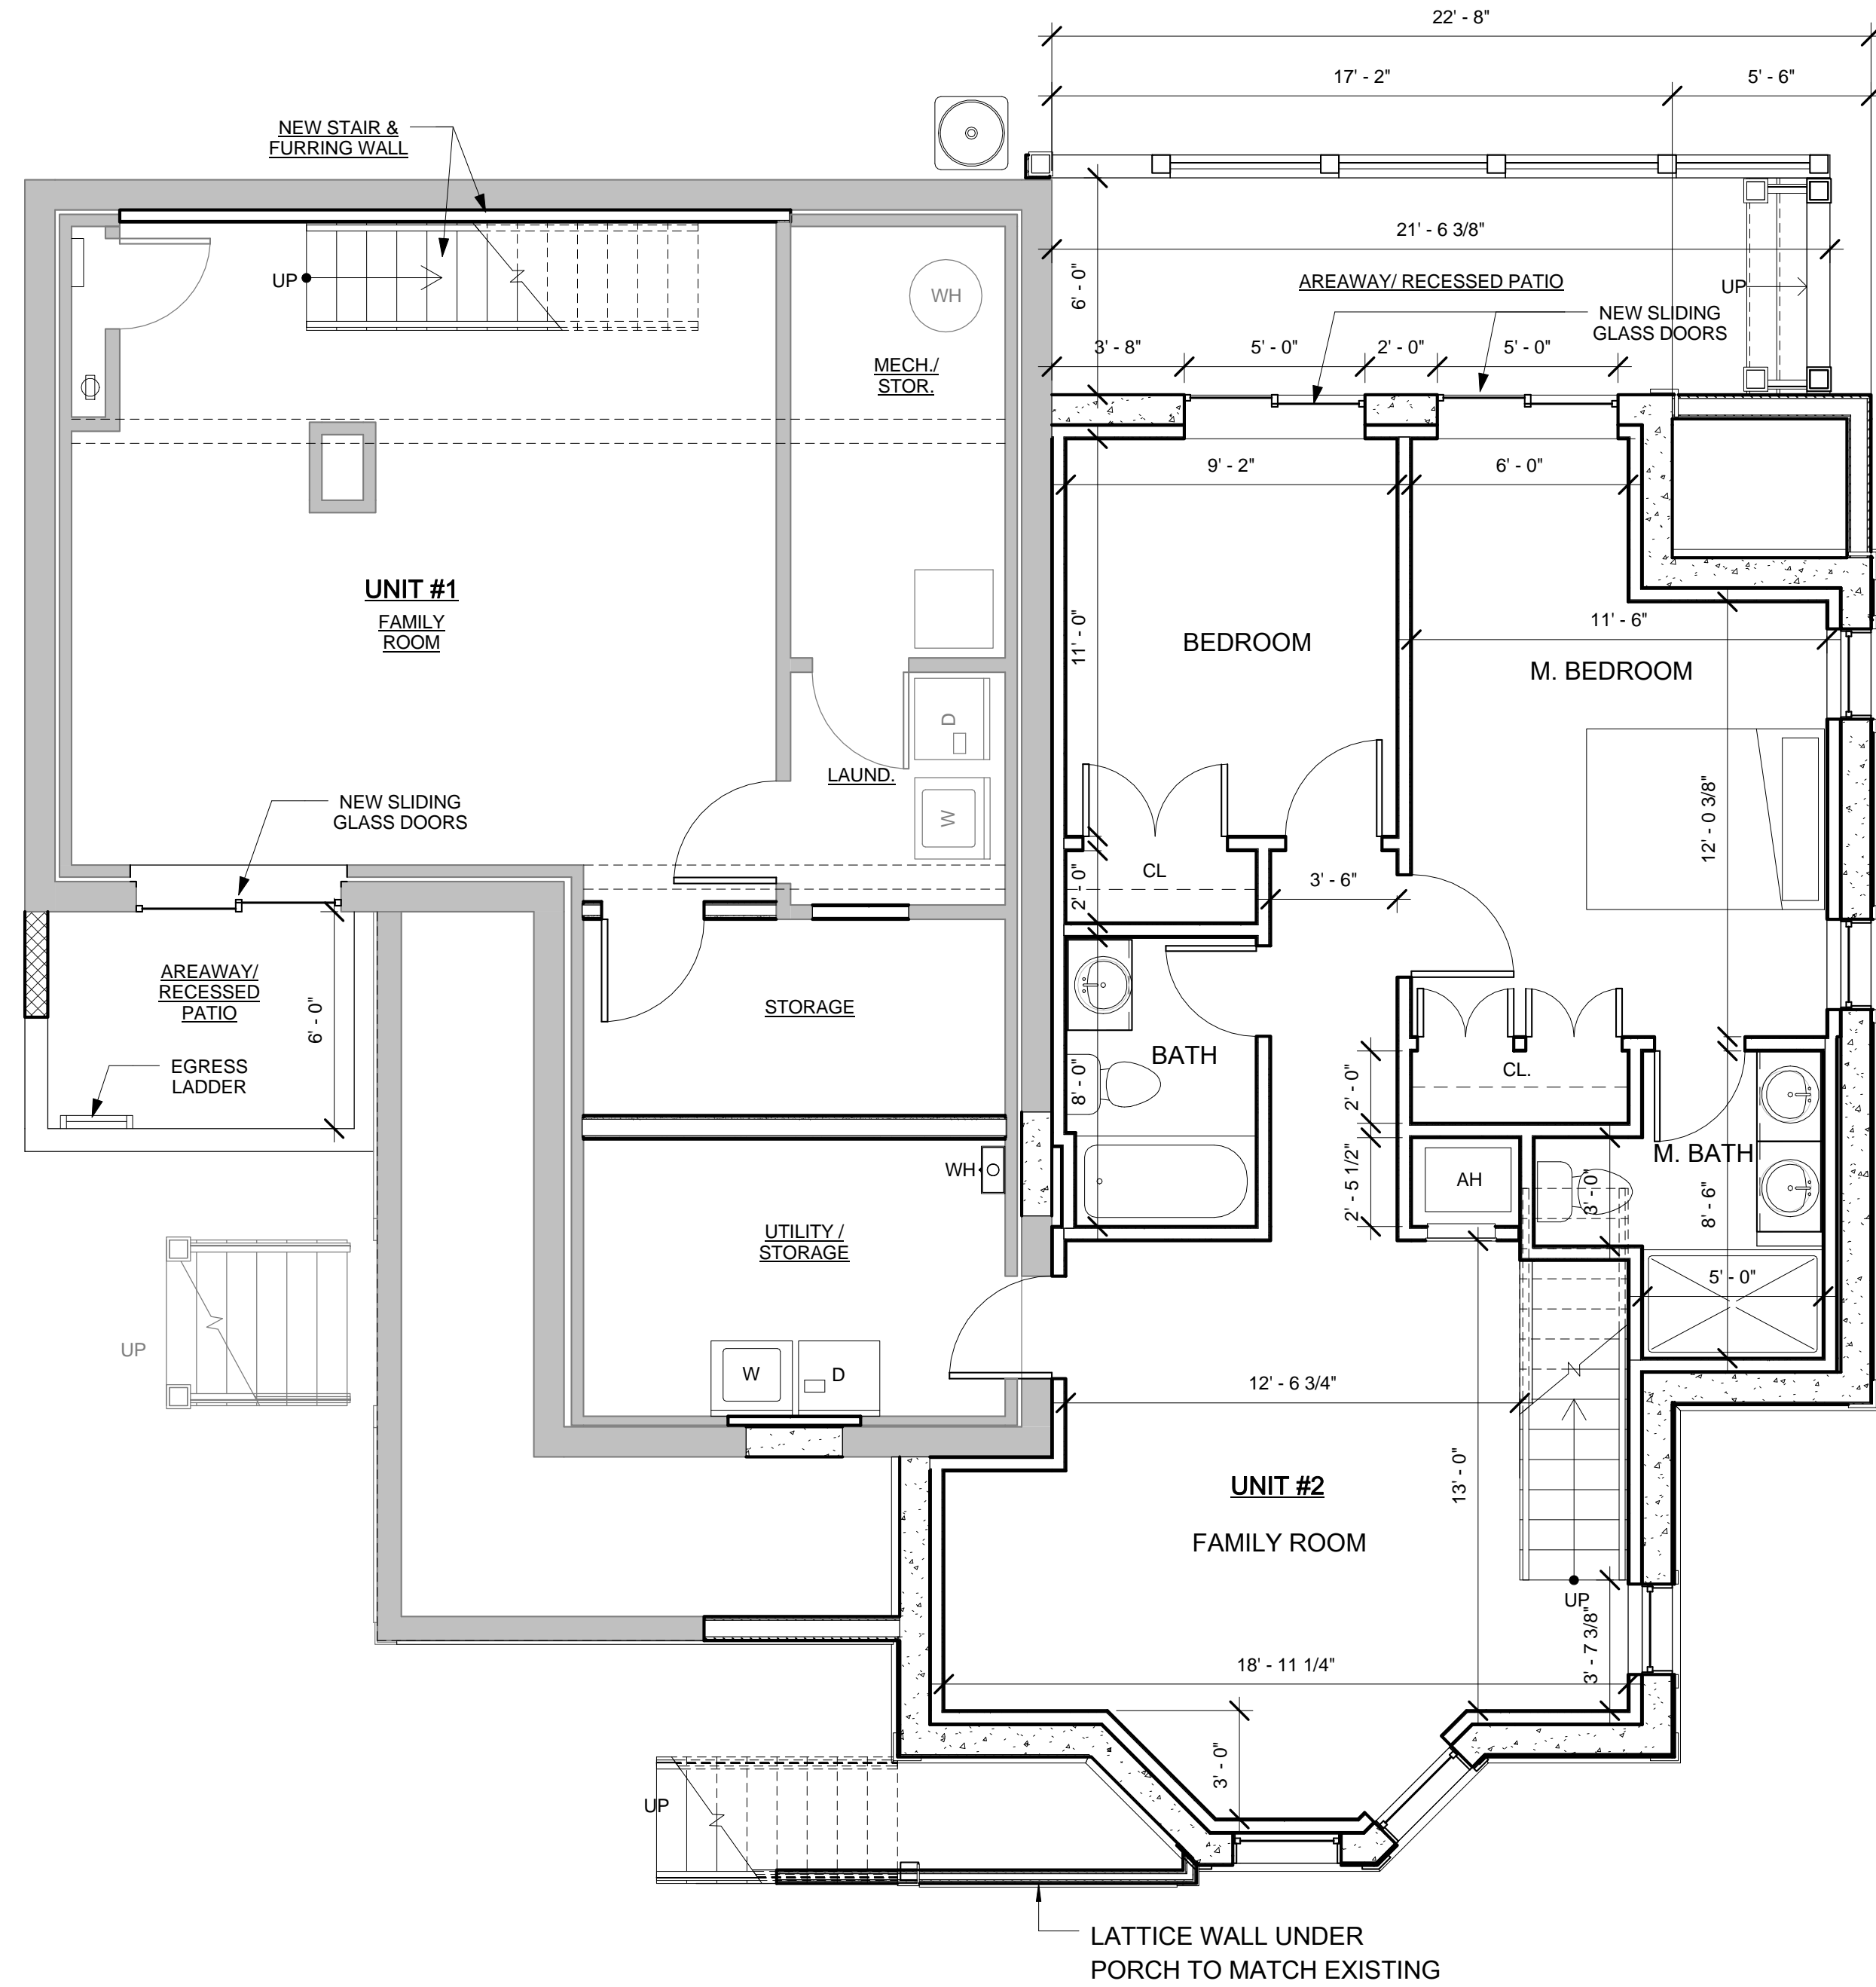 22' - 8"
17' - 2"
5' - 6"
NEW STAIR &
FURRING WALL
21' - 6 3/8"
6' - 0"
AREAWAY/ RECESSED PATIO
UP
UP
WH
NEW SLIDING
GLASS DOORS
3' - 8"
5' - 0"
2' - 0"
5' - 0"
MECH./
STOR.
9' - 2"
6' - 0"
UNIT #1
FAMILY
ROOM
11' - 0"
BEDROOM
11' - 6"
M. BEDROOM
D
LAUND.
W
NEW SLIDING
GLASS DOORS
12' - 0 3/8"
CL
2' - 0"
3' - 6"
AREAWAY/
RECESSED
PATIO
6' - 0"
STORAGE
EGRESS
LADDER
BATH
8' - 0"
2' - 0"
CL.
M. BATH
WH
2' - 5 1/2"
AH
3' - 0"
8' - 6"
UTILITY /
STORAGE
5' - 0"
UP
W
D
12' - 6 3/4"
13' - 0"
UNIT #2
FAMILY ROOM
UP
3' - 7 3/8"
18' - 11 1/4"
3' - 0"
UP
LATTICE WALL UNDER
PORCH TO MATCH EXISTING